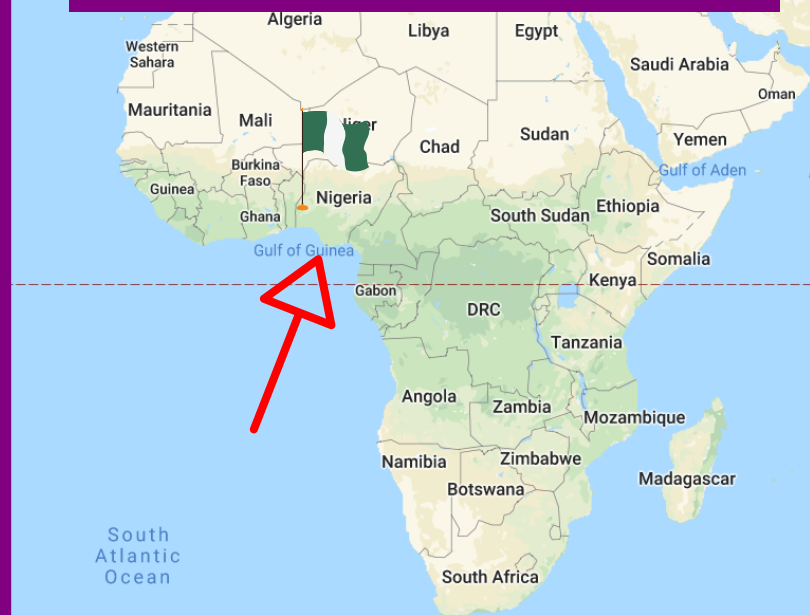 Algeria
Libya
Egypt
Western
Sahara
Saudi Arabia
Oman
Mauritania
Mali
Chad
Sudan
Yemen
Burkina
Faso
Gulf of Aden
Guinea
Nigeria
Ethiopia
Ghana
South Sudan
Gulf of Guinea
Somalia
Kenya
Gabon
DRC
Tanzania
Angola
Zambia
Mozambique
Namibia
Zimbabwe
Botswana
Madagascar
South
Atlantic
Ocean
South Africa